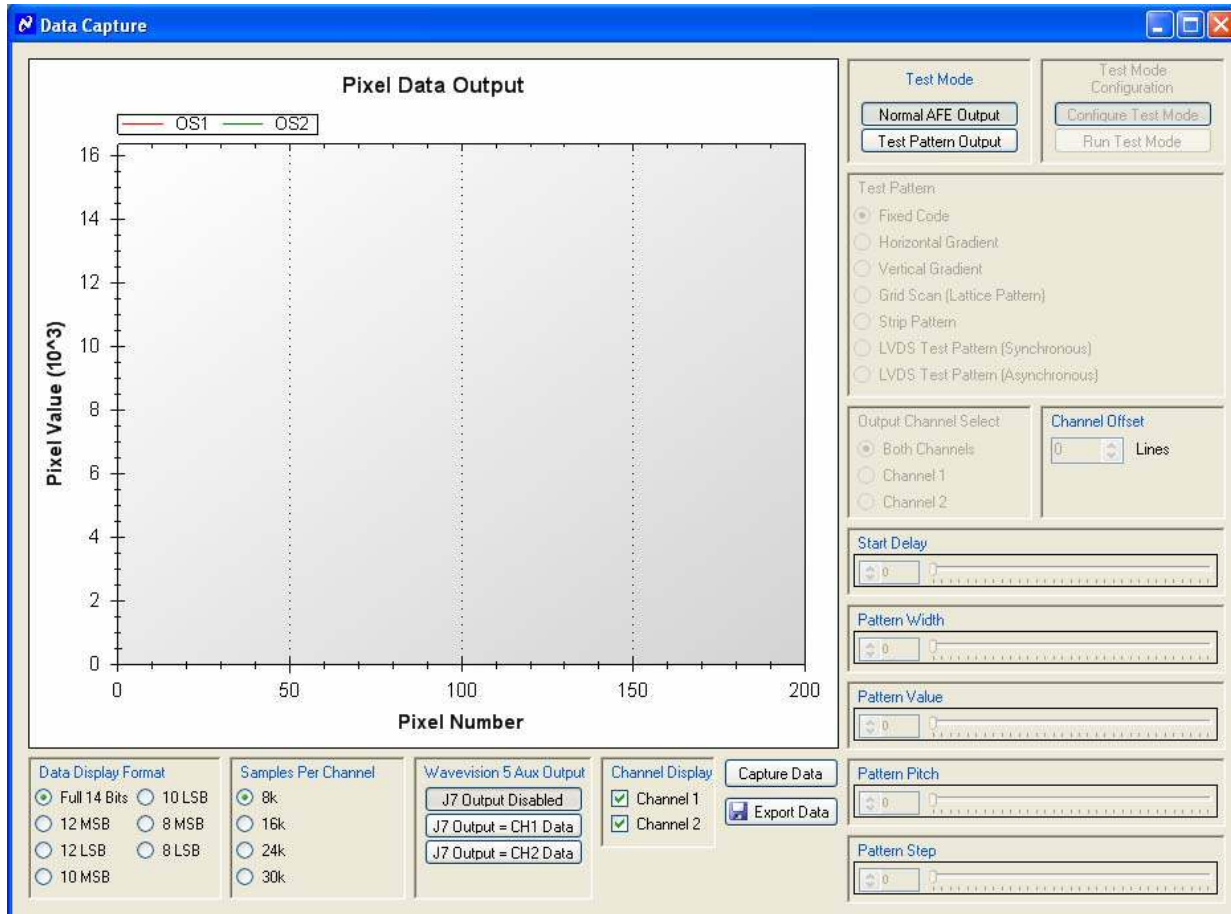 Data Capture
Pixel Data Output
OS1 OS2
16
14
12
10
8
6
4
2
0
Pixel Value (10^3)
0 50 100 150 200
Pixel Number
Test Mode
Normal AFE Output
Test Pattern Output
Test Mode
Configuration
Configure Test Mode
Run Test Mode
Test Pattern
Fixed Code
Horizontal Gradient
Vertical Gradient
Grid Scan (Lattice Pattern)
Strip Pattern
LVDS Test Pattern (Synchronous)
LVDS Test Pattern (Asynchronous)
Output Channel Select
Both Channels
Channel 1
Channel 2
Channel Offset
0 Lines
Start Delay
0
Pattern Width
0
Pattern Value
0
Pattern Pitch
0
Pattern Step
0
Data Display Format
Full 14 Bits 10 LSB
12 MSB 8 MSB
12 LSB 8 LSB
10 MSB
Samples Per Channel
8k
16k
24k
30k
Wavevision 5 Aux Output
J7 Output Disabled
J7 Output = CH1 Data
J7 Output = CH2 Data
Channel Display
Channel 1
Channel 2
Capture Data
Export Data